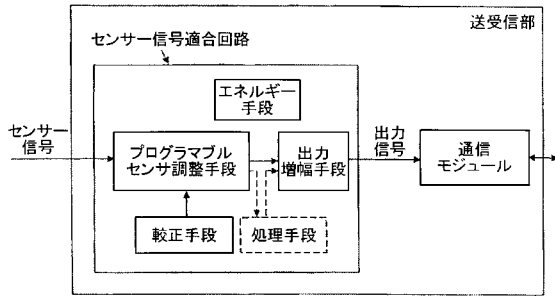 送受信部
センサー信号適合回路
エネルギー
手段
センサー
信号
プログラマブル
センサ調整手段
出力
増幅手段
出力
信号
通信
モジュール
較正手段
処理手段